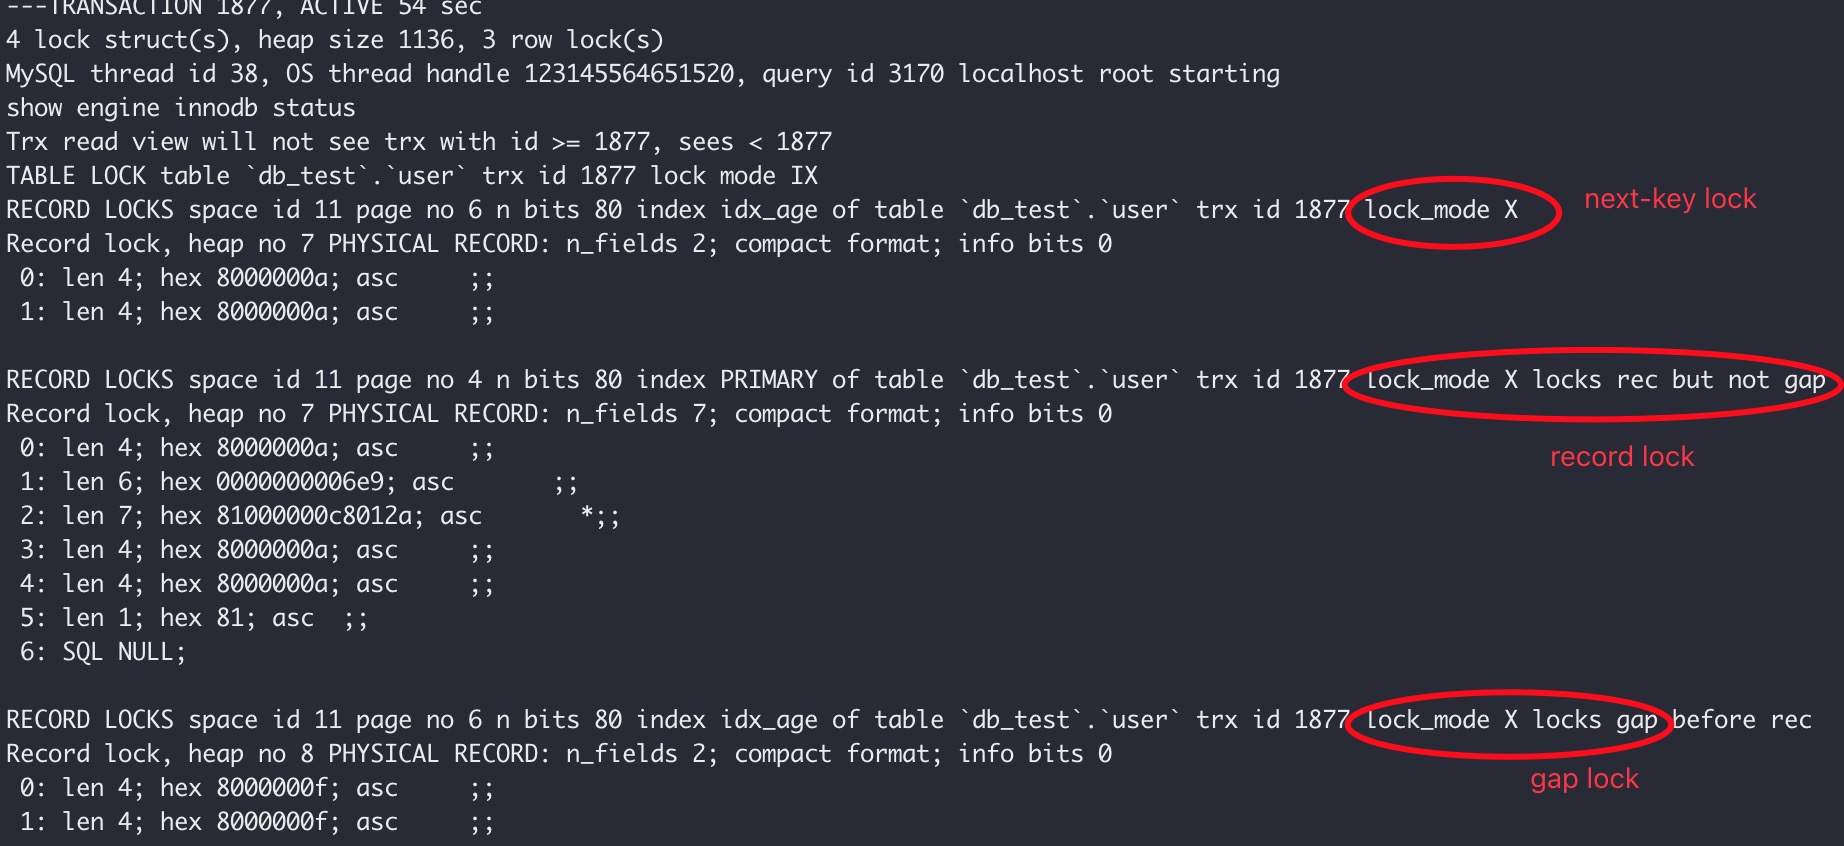 ---TRANSACTION 1877, ACTIVE 54 sec
4 lock struct(s), heap size 1136, 3 row lock(s)
MySQL thread id 38, OS thread handle 123145564651520, query id 3170 localhost root starting
show engine innodb status
Trx read view will not see trx with id >= 1877, sees < 1877
TABLE LOCK table `db_test`.`user` trx id 1877 lock mode IX
RECORD LOCKS space id 11 page no 6 n bits 80 index idx_age of table `db_test`.`user` trx id 1877 lock_mode X
next-key lock
Record lock, heap no 7 PHYSICAL RECORD: n_fields 2; compact format; info bits 0
 0: len 4; hex 8000000a; asc     ;;
 1: len 4; hex 8000000a; asc     ;;

RECORD LOCKS space id 11 page no 4 n bits 80 index PRIMARY of table `db_test`.`user` trx id 1877 lock_mode X locks rec but not gap
Record lock, heap no 7 PHYSICAL RECORD: n_fields 7; compact format; info bits 0
record lock
 0: len 4; hex 8000000a; asc     ;;
 1: len 6; hex 0000000006e9; asc       ;;
 2: len 7; hex 81000000c8012a; asc       *;;
 3: len 4; hex 8000000a; asc     ;;
 4: len 4; hex 8000000a; asc     ;;
 5: len 1; hex 81; asc  ;;
 6: SQL NULL;

RECORD LOCKS space id 11 page no 6 n bits 80 index idx_age of table `db_test`.`user` trx id 1877 lock_mode X locks gap before rec
Record lock, heap no 8 PHYSICAL RECORD: n_fields 2; compact format; info bits 0
gap lock
 0: len 4; hex 8000000f; asc     ;;
 1: len 4; hex 8000000f; asc     ;;